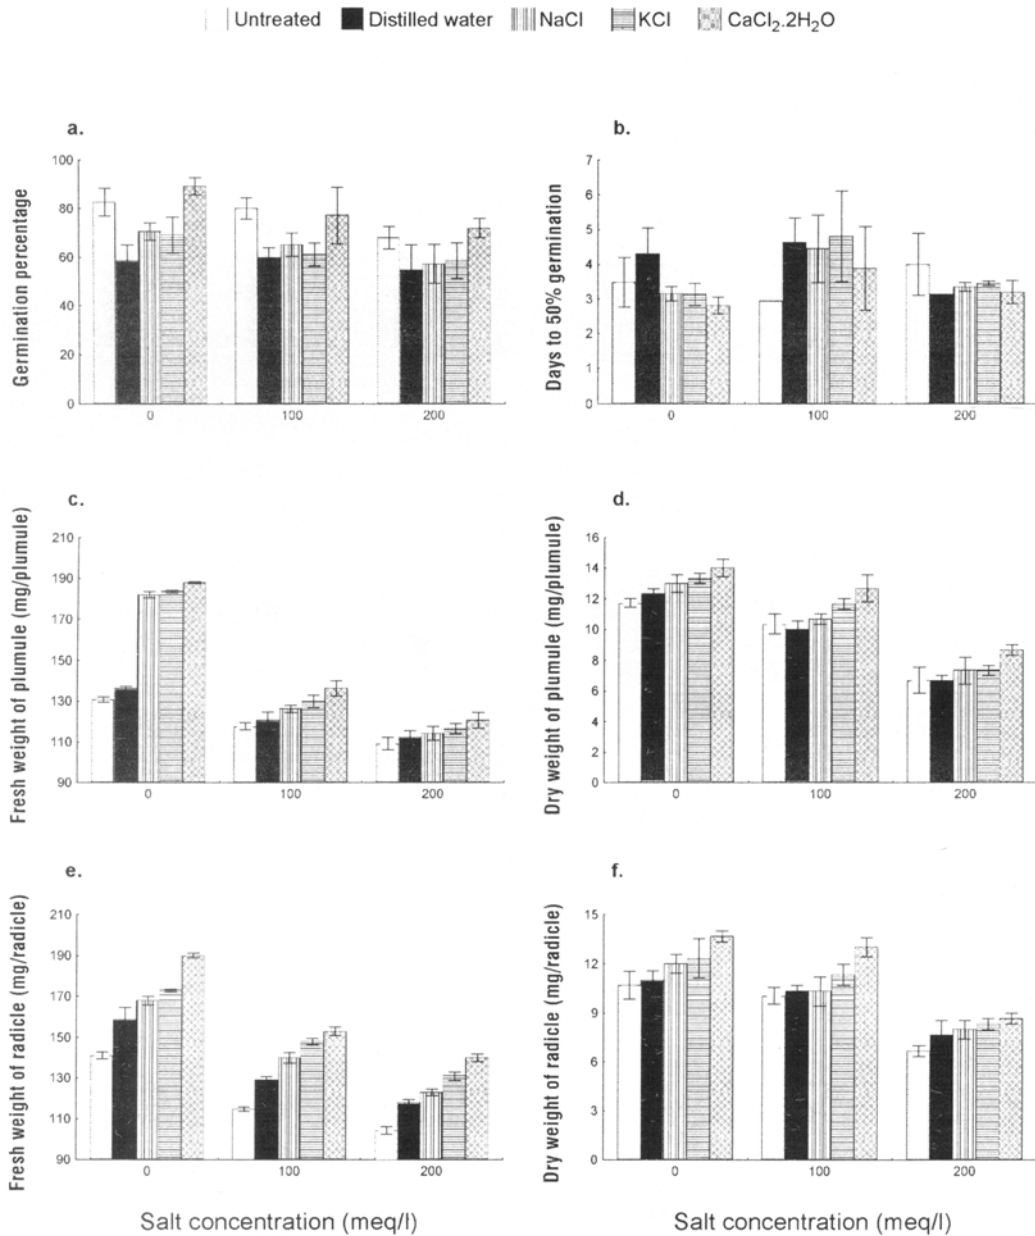 Untreated Distilled water NaCl KCl CaCl₂.2H₂O
a.
Germination percentage
100
80
60
40
20
0
0 100 200
b.
Days to 50% germination
7
6
5
4
3
2
1
0
0 100 200
c.
Fresh weight of plumule (mg/plumule)
210
190
170
150
130
110
90
0 100 200
d.
Dry weight of plumule (mg/plumule)
16
14
12
10
8
6
4
2
0
0 100 200
e.
Fresh weight of radicle (mg/radicle)
210
190
170
150
130
110
90
0 100 200
Salt concentration (meq/l)
f.
Dry weight of radicle (mg/radicle)
15
12
9
6
3
0
0 100 200
Salt concentration (meq/l)